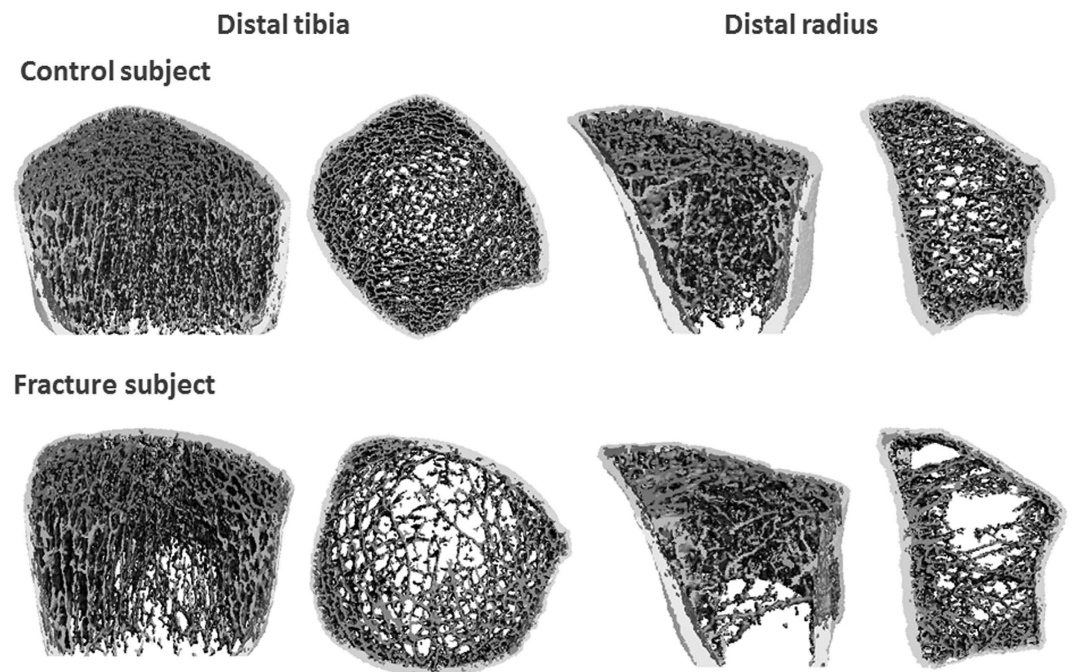 Distal tibia
Distal radius
Control subject
Fracture subject